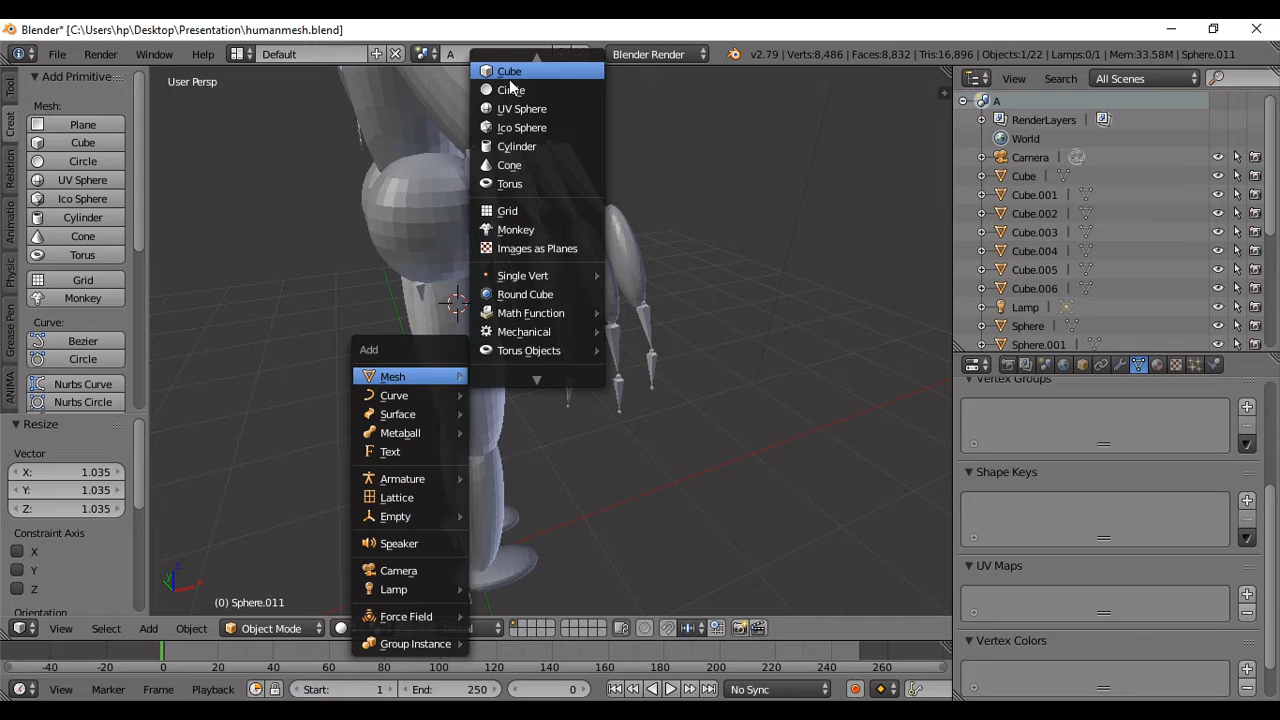 Blender* [C:\Users\hp\Desktop\Presentation\humanmesh.blend]
File Render Window Help Default A Blender Render v2.79 | Verts:8,486 | Faces:8,832 | Tris:16,896 | Objects:1/22 | Lamps:0/1 | Mem:33.58M | Sphere.011
Tool
Creat
Relation
Animatio
Physic
Grease Pen
ANIMA
Add Primitive
Mesh:
Plane
Cube
Circle
UV Sphere
Ico Sphere
Cylinder
Cone
Torus
Grid
Monkey
Curve:
Bezier
Circle
Nurbs Curve
Nurbs Circle
Resize
Vector
X: 1.035
Y: 1.035
Z: 1.035
Constraint Axis
X
Y
Z
Orientation
User Persp
Cube
Circle
UV Sphere
Ico Sphere
Cylinder
Cone
Torus
Grid
Monkey
Images as Planes
Single Vert
Round Cube
Math Function
Mechanical
Torus Objects
Add
Mesh
Curve
Surface
Metaball
Text
Armature
Lattice
Empty
Speaker
Camera
Lamp
Force Field
Group Instance
z
x
(0) Sphere.011
View Select Add Object Object Mode
View Search All Scenes
A
RenderLayers
World
Camera
Cube
Cube.001
Cube.002
Cube.003
Cube.004
Cube.005
Cube.006
Lamp
Sphere
Sphere.001
Vertex Groups
Shape Keys
UV Maps
Vertex Colors
-40 -20 0 20 40 60 80 100 120 140 160 180 200 220 240 260
View Marker Frame Playback Start: 1 End: 250 0 No Sync